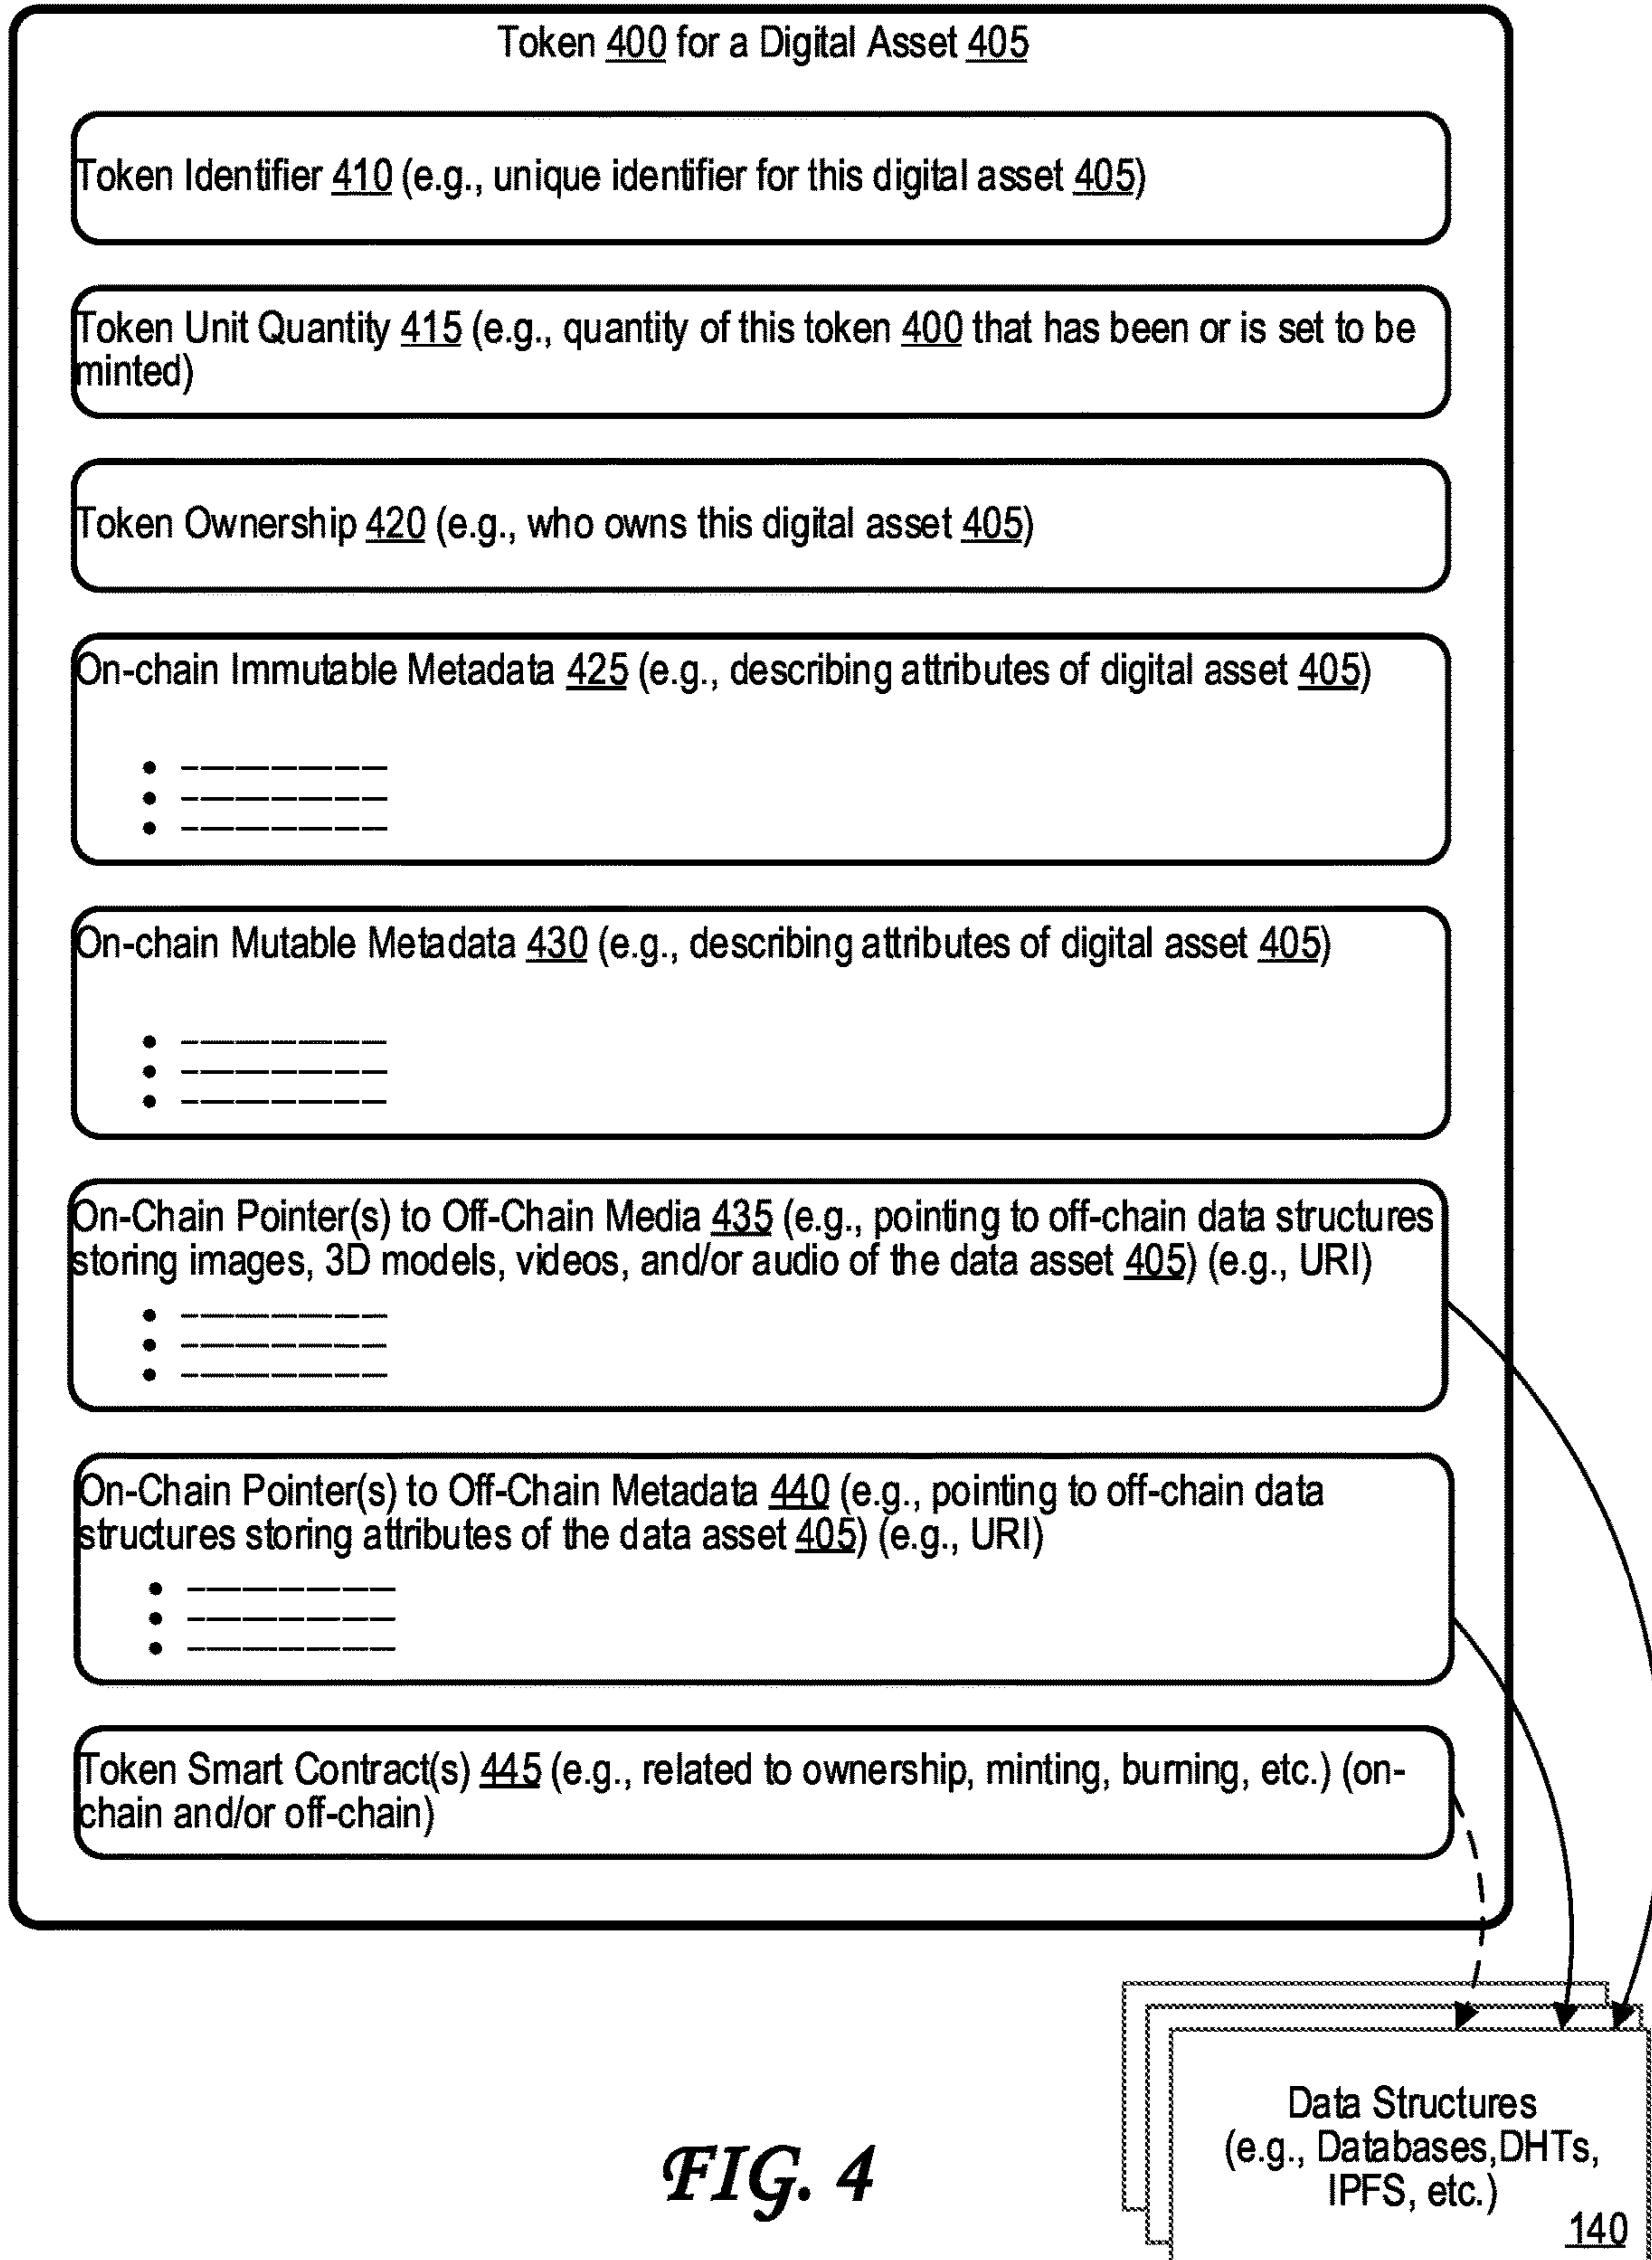 Token 400 for a Digital Asset 405
Token Identifier 410 (e.g., unique identifier for this digital asset 405)
Token Unit Quantity 415 (e.g., quantity of this token 400 that has been or is set to be
minted)
Token Ownership 420 (e.g., who owns this digital asset 405)
On-chain Immutable Metadata 425 (e.g., describing attributes of digital asset 405)
On-chain Mutable Metadata 430 (e.g., describing attributes of digital asset 405)
On-Chain Pointer(s) to Off-Chain Media 435 (e.g., pointing to off-chain data structures
storing images, 3D models, videos, and/or audio of the data asset 405) (e.g., URI)
On-Chain Pointer(s) to Off-Chain Metadata 440 (e.g., pointing to off-chain data
structures storing attributes of the data asset 405) (e.g., URI)
Token Smart Contract(s) 445 (e.g., related to ownership, minting, burning, etc.) (on-
chain and/or off-chain)
Data Structures
(e.g., Databases,DHTs,
IPFS, etc.)
140
FIG. 4